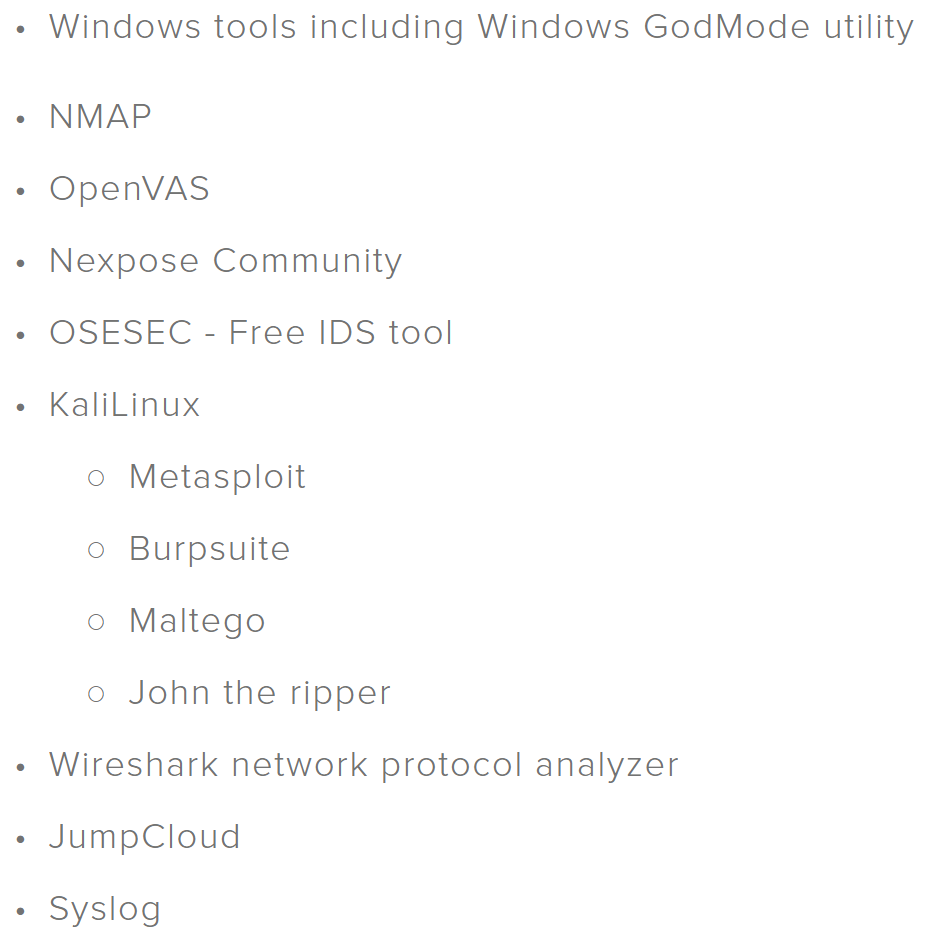 • Windows tools including Windows GodMode utility
• NMAP
• OpenVAS
• Nexpose Community
• OSESEC - Free IDS tool
• KaliLinux
○ Metasploit
○ Burpsuite
○ Maltego
○ John the ripper
• Wireshark network protocol analyzer
• JumpCloud
• Syslog